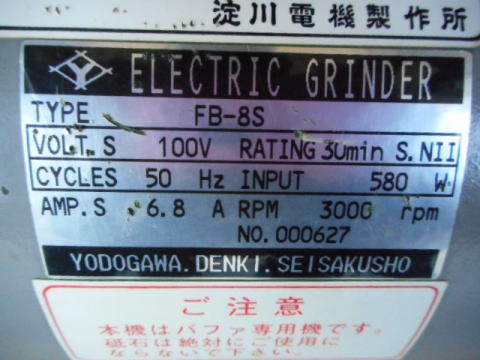 淀川電機製作所
ELECTRIC GRINDER
TYPE FB-8S
VOLT.S 100V RATING 30min S.NII
CYCLES 50 Hz INPUT 580 W
AMP.S 6.8 A RPM 3000 rpm
NO.000627
YODOGAWA.DENKI.SEISAKUSHO
ご注意
本機はバファ専用機です。
砥石は絶対にご使用に
ならないで下さい。